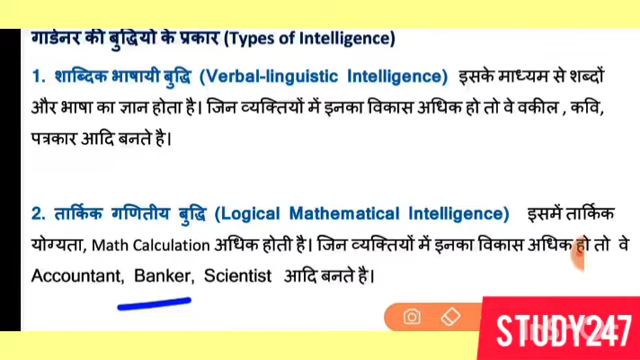 गार्डनर की बुद्धियों के प्रकार (Types of Intelligence)
1. शाब्दिक भाषायी बुद्धि (Verbal-linguistic Intelligence) इसके माध्यम से शब्दों
और भाषा का ज्ञान होता है। जिन व्यक्तियों में इनका विकास अधिक हो तो वे वकील , कवि ,
पत्रकार आदि बनते है।
2. तार्किक गणितीय बुद्धि (Logical Mathematical Intelligence) इसमें तार्किक
योग्यता, Math Calculation अधिक होती है। जिन व्यक्तियों में इनका विकास अधिक हो तो वे
Accountant, Banker, Scientist आदि बनते है।
STUDY247